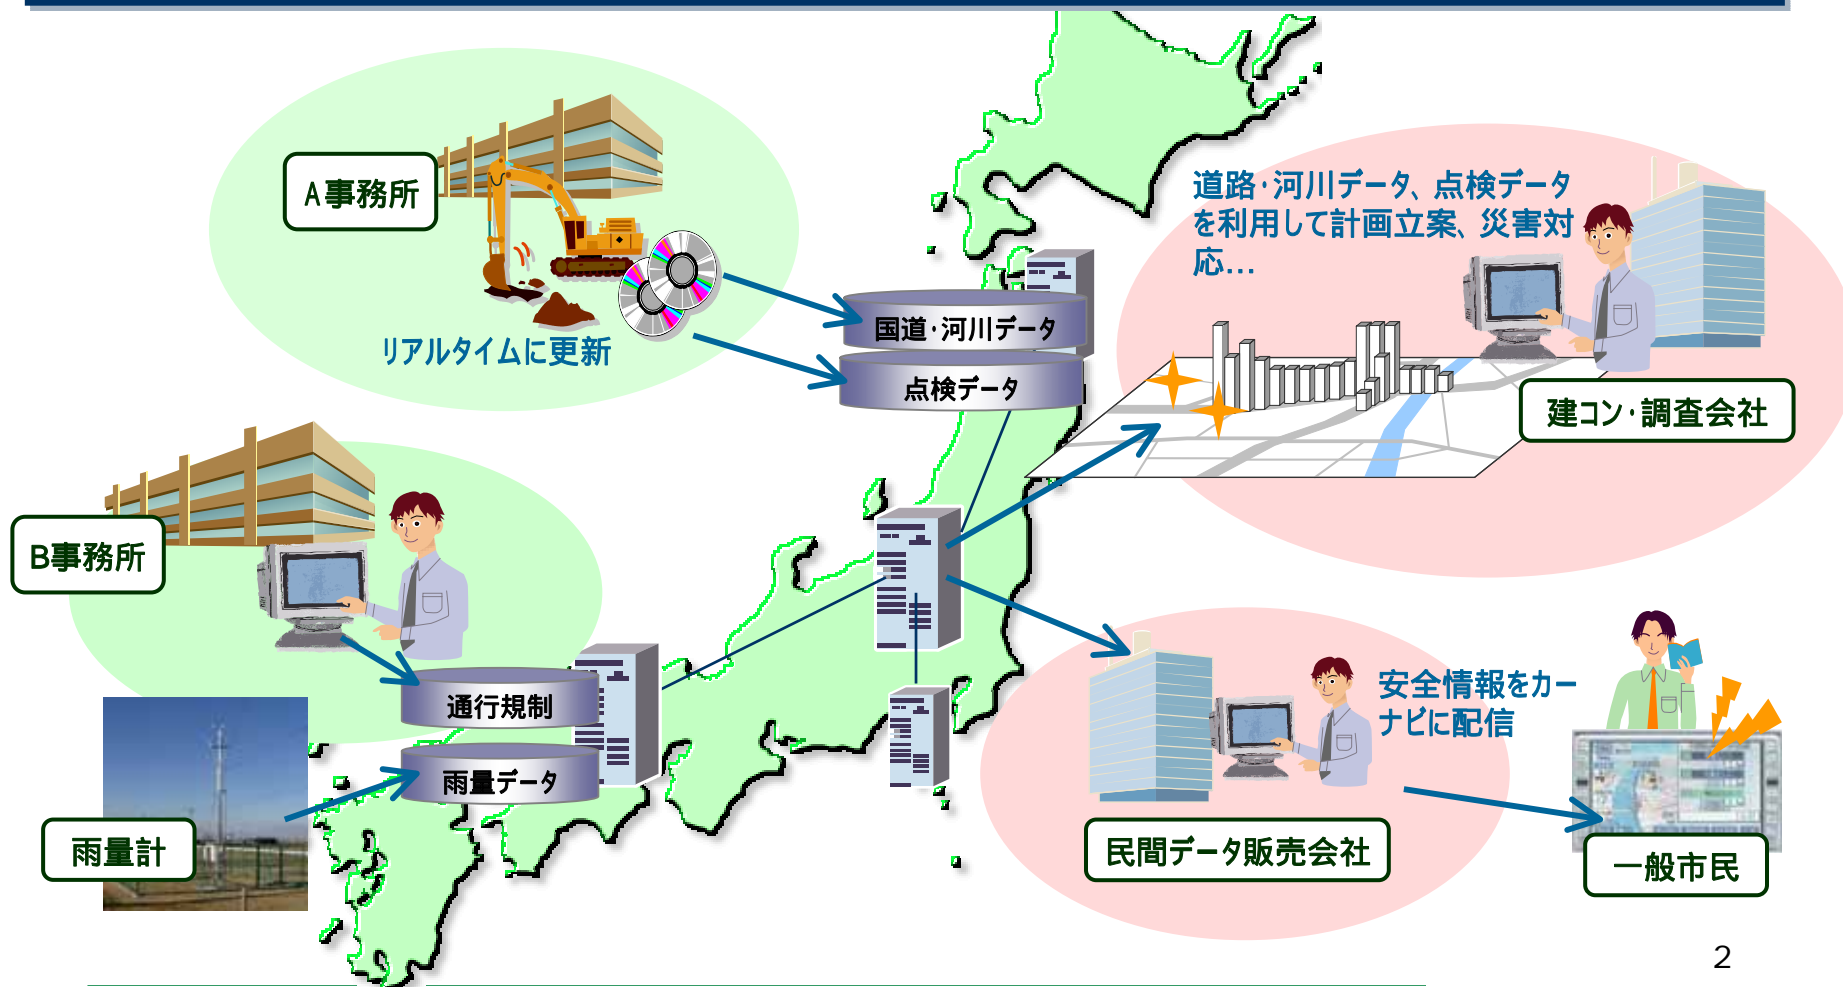 A事務所
リアルタイムに更新
国道・河川データ
点検データ
道路・河川データ、点検データ
を利用して計画立案、災害対
応…
建コン・調査会社
B事務所
通行規制
雨量データ
雨量計
民間データ販売会社
安全情報をカー
ナビに配信
一般市民
2